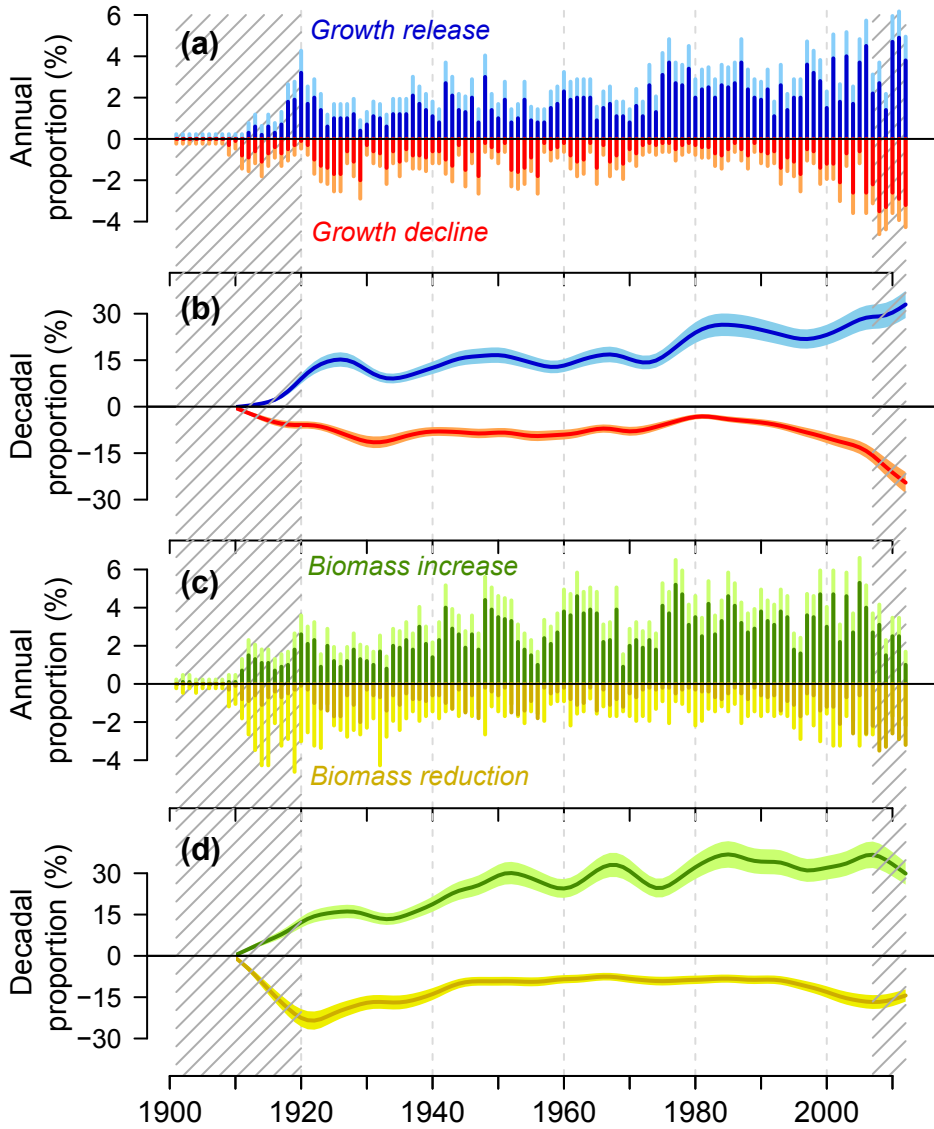 (a)
Growth release
Annual
proportion (%)
6
4
2
0
−2
−4
Growth decline
(b)
Decadal
proportion (%)
30
15
0
−15
−30
(c)
Biomass increase
Annual
proportion (%)
6
4
2
0
−2
−4
Biomass reduction
(d)
Decadal
proportion (%)
30
15
0
−15
−30
1900 1920 1940 1960 1980 2000